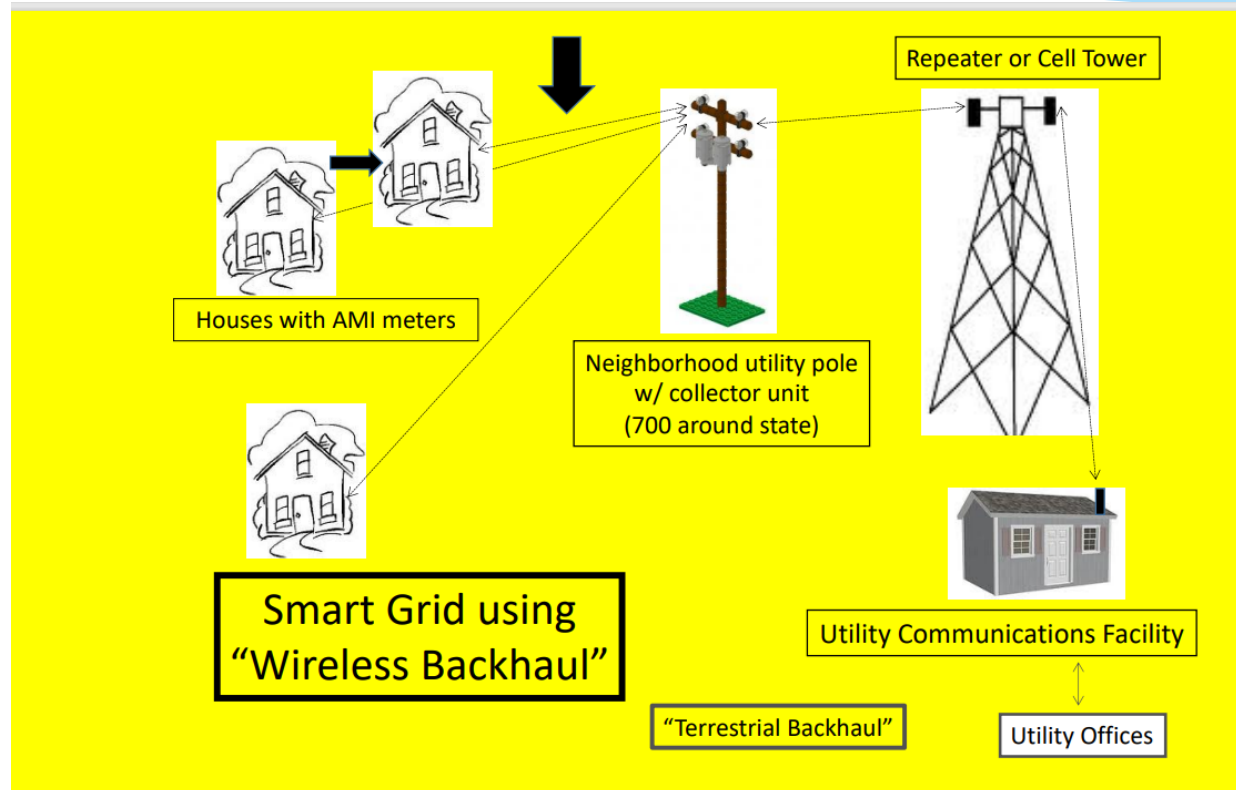 Repeater or Cell Tower
Houses with AMI meters
Neighborhood utility pole
w/ collector unit
(700 around state)
Smart Grid using
“Wireless Backhaul”
Utility Communications Facility
“Terrestrial Backhaul”
Utility Offices